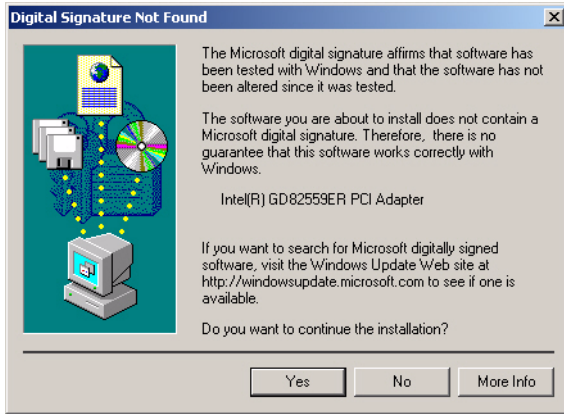 Digital Signature Not Found
The Microsoft digital signature affirms that software has
been tested with Windows and that the software has not
been altered since it was tested.
The software you are about to install does not contain a
Microsoft digital signature. Therefore, there is no
guarantee that this software works correctly with
Windows.
Intel(R) GD82559ER PCI Adapter
If you want to search for Microsoft digitally signed
software, visit the Windows Update Web site at
http://windowsupdate.microsoft.com to see if one is
available.
Do you want to continue the installation?
Yes No More Info